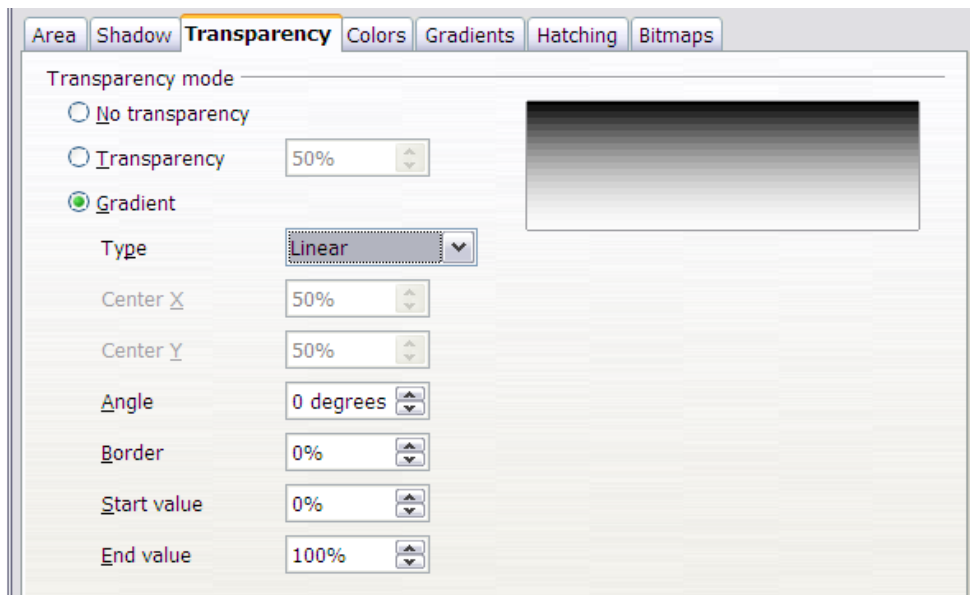 Area Shadow Transparency Colors Gradients Hatching Bitmaps
Transparency mode
No transparency
Transparency 50%
Gradient
Type Linear
Center X 50%
Center Y 50%
Angle 0 degrees
Border 0%
Start value 0%
End value 100%